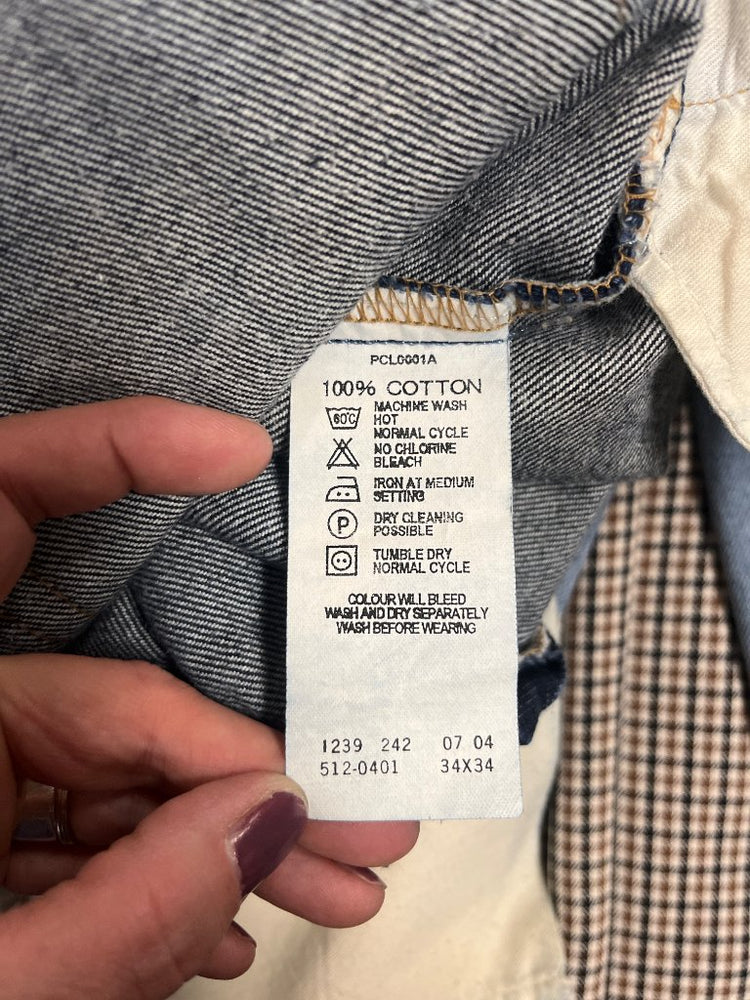 PCL0001A
100% COTTON
60°C MACHINE WASH
HOT
NORMAL CYCLE
NO CHLORINE
BLEACH
IRON AT MEDIUM
SETTING
P DRY CLEANING
POSSIBLE
TUMBLE DRY
NORMAL CYCLE
COLOUR WILL BLEED
WASH AND DRY SEPARATELY
WASH BEFORE WEARING
1239 242 07 04
512-0401 34X34